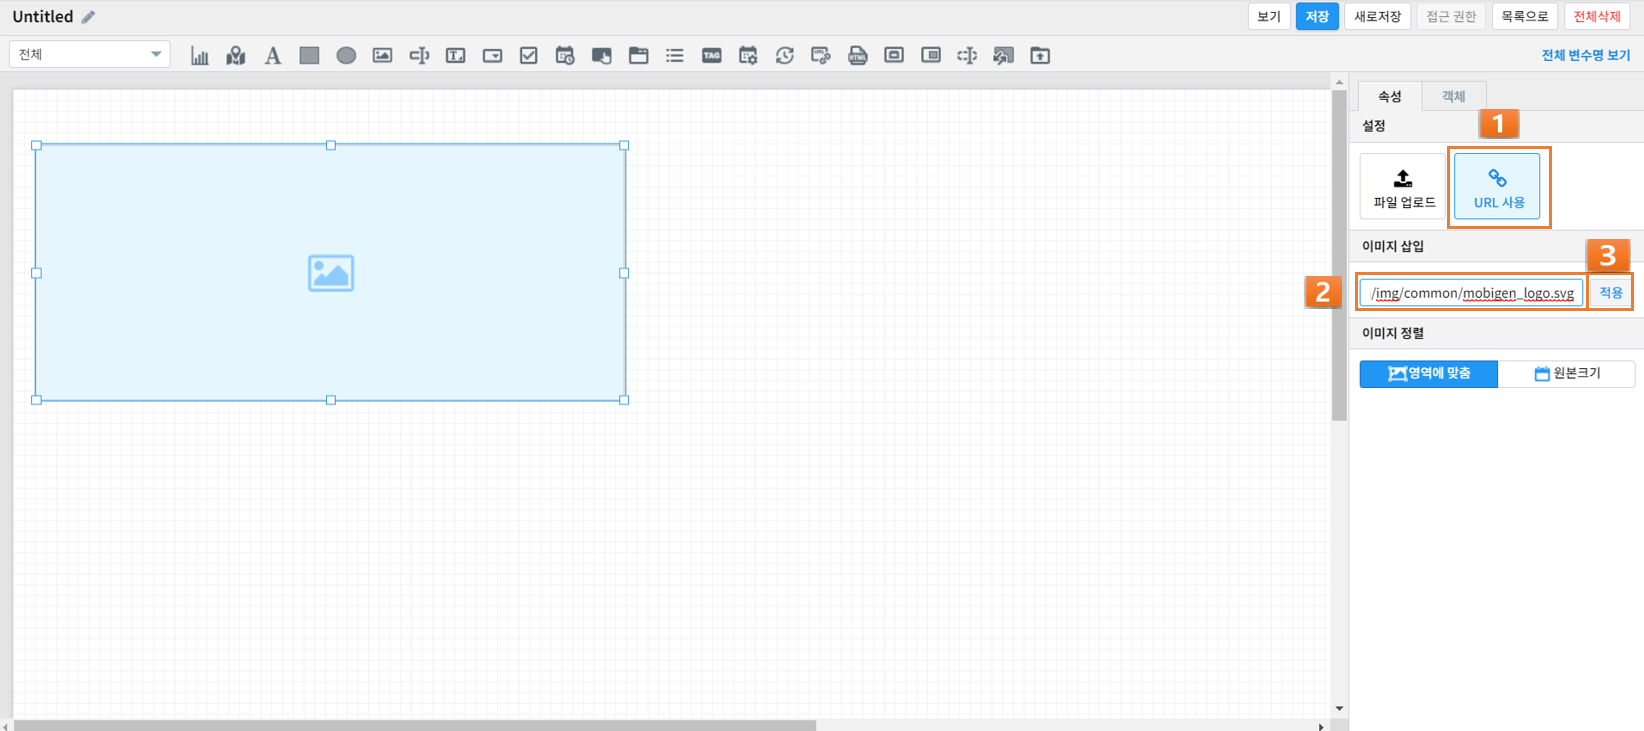 Untitled
보기 저장 새로저장 접근 권한 목록으로 전체삭제
전체
A
T
TAG
URL
HTML
전체 변수명 보기
속성 객체
설정
1
파일 업로드 URL 사용
이미지 삽입
3
2
/img/common/mobigen_logo.svg 적용
이미지 정렬
영역에 맞춤 원본크기